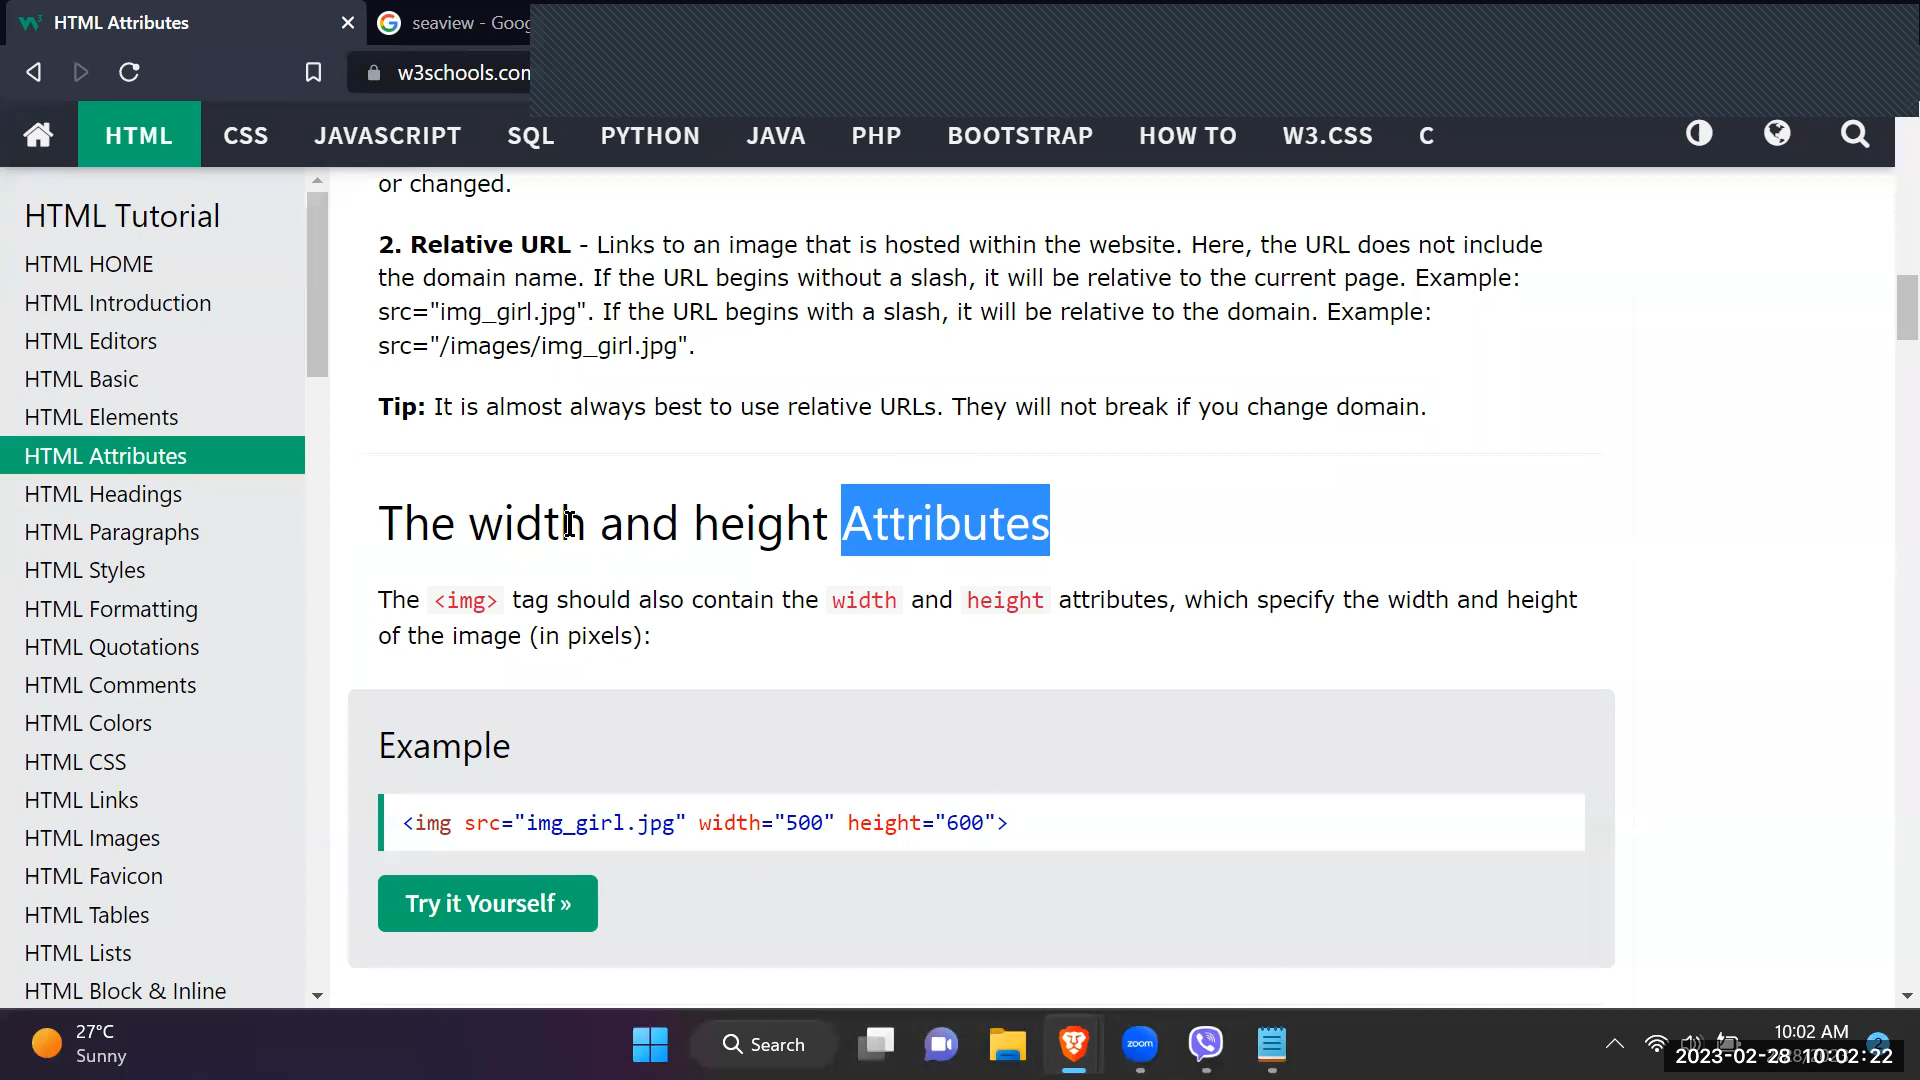 HTML Attributes
seaview - Goog
w3schools.com
HTML CSS JAVASCRIPT SQL PYTHON JAVA PHP BOOTSTRAP HOW TO W3.CSS C
HTML Tutorial
HTML HOME
HTML Introduction
HTML Editors
HTML Basic
HTML Elements
HTML Attributes
HTML Headings
HTML Paragraphs
HTML Styles
HTML Formatting
HTML Quotations
HTML Comments
HTML Colors
HTML CSS
HTML Links
HTML Images
HTML Favicon
HTML Tables
HTML Lists
HTML Block & Inline
or changed.
2. Relative URL - Links to an image that is hosted within the website. Here, the URL does not include
the domain name. If the URL begins without a slash, it will be relative to the current page. Example:
src="img_girl.jpg". If the URL begins with a slash, it will be relative to the domain. Example:
src="/images/img_girl.jpg".
Tip: It is almost always best to use relative URLs. They will not break if you change domain.
The width and height Attributes
The <img> tag should also contain the width and height attributes, which specify the width and height
of the image (in pixels):
Example
<img src="img_girl.jpg" width="500" height="600">
Try it Yourself »
27°C
Sunny
Search
zoom
10:02 AM
2023-02-28 10:02:22